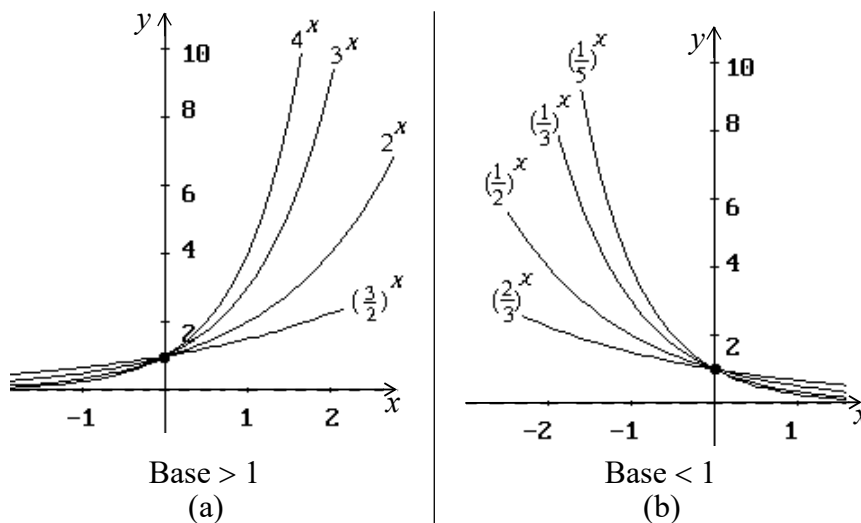 y
10
8
6
4
2
-1
1
2
x
4^x
3^x
2^x
(3/2)^x
Base > 1
(a)
y
10
8
6
4
2
-2
-1
1
x
(1/5)^x
(1/3)^x
(1/2)^x
(2/3)^x
Base < 1
(b)